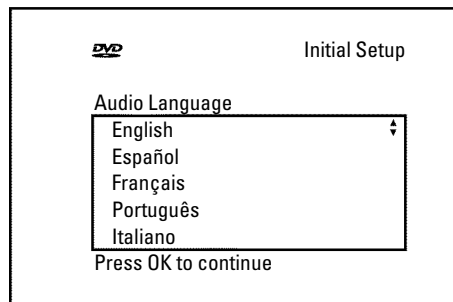 DVD
Initial Setup
Audio Language
English
Español
Français
Português
Italiano
Press OK to continue